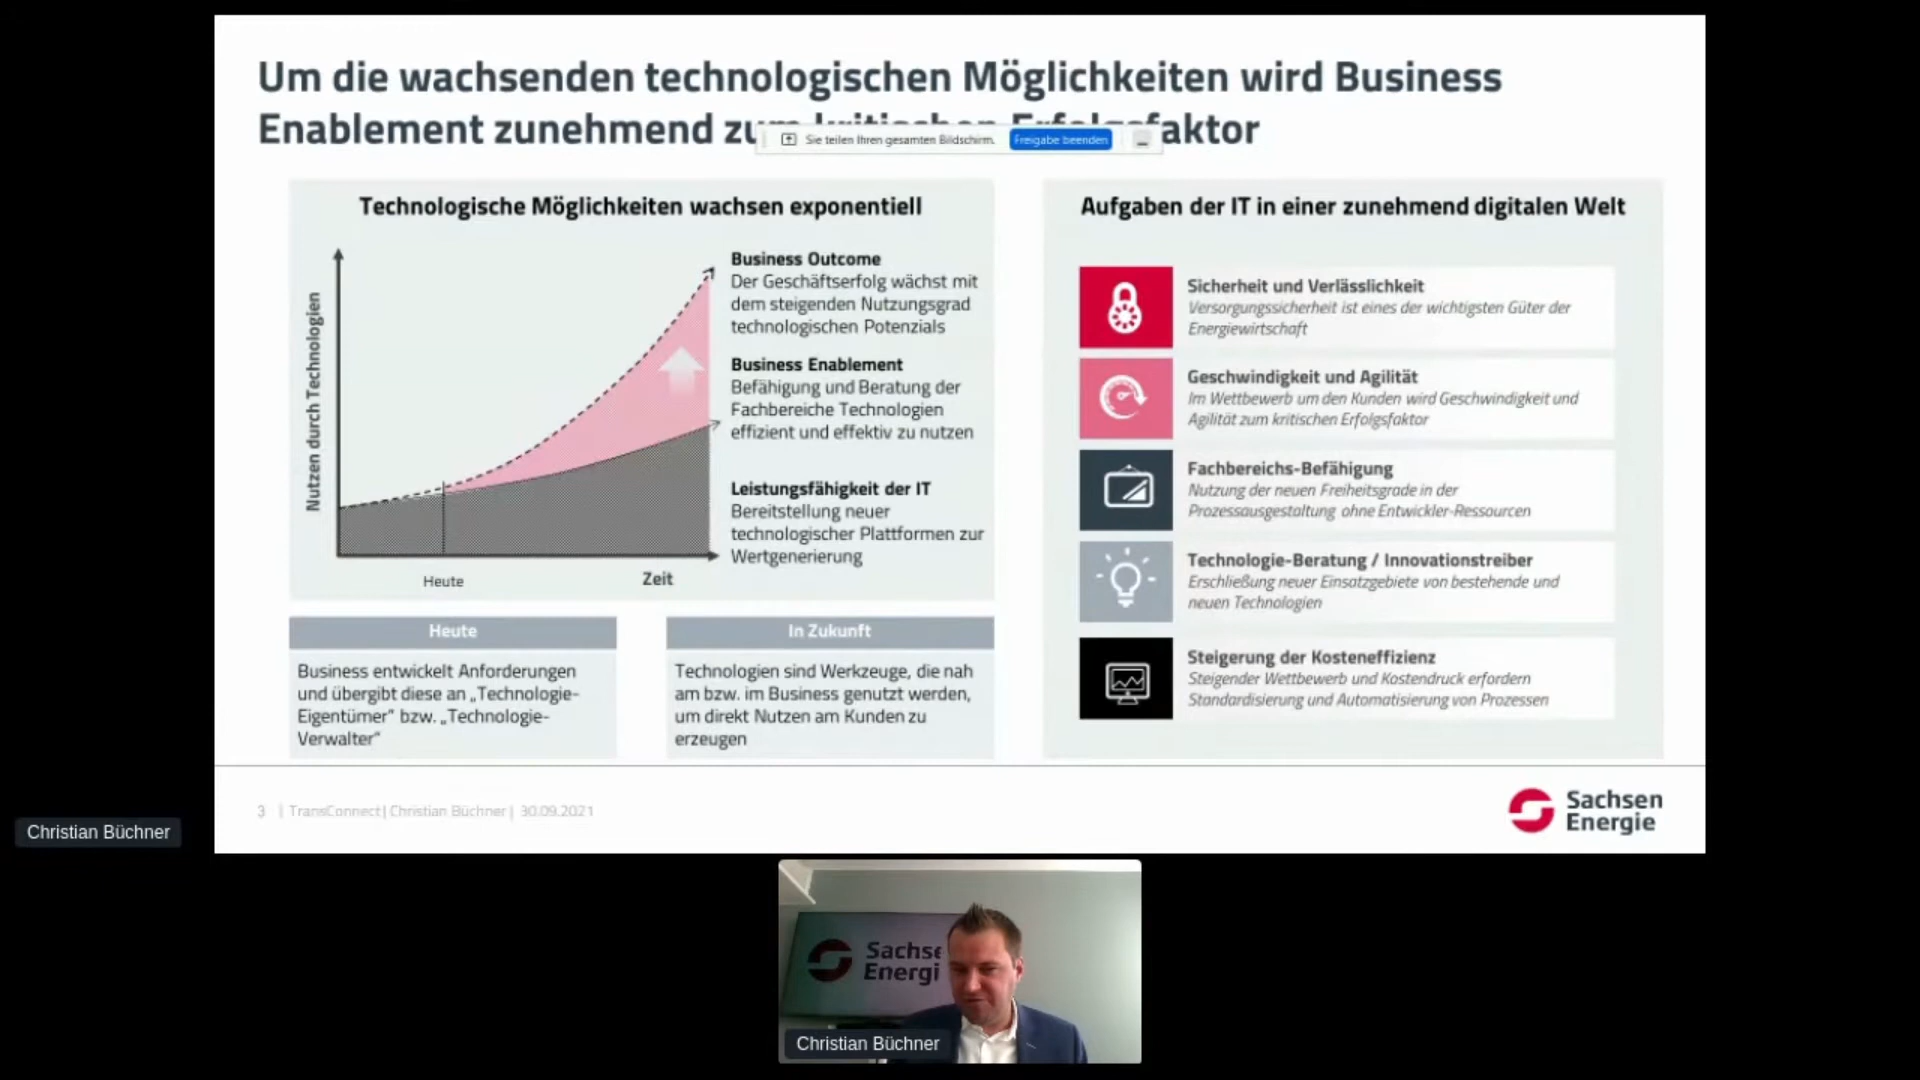 Um die wachsenden technologischen Möglichkeiten wird Business
Enablement zunehmend zum kritischen Erfolgsfaktor
Sie teilen Ihren gesamten Bildschirm.
Freigabe beenden
Technologische Möglichkeiten wachsen exponentiell
Nutzen durch Technologien
Heute
Zeit
Business Outcome
Der Geschäftserfolg wächst mit
dem steigenden Nutzungsgrad
technologischen Potenzials
Business Enablement
Befähigung und Beratung der
Fachbereiche Technologien
effizient und effektiv zu nutzen
Leistungsfähigkeit der IT
Bereitstellung neuer
technologischer Plattformen zur
Wertgenerierung
Heute
Business entwickelt Anforderungen
und übergibt diese an „Technologie-
Eigentümer“ bzw. „Technologie-
Verwalter“
In Zukunft
Technologien sind Werkzeuge, die nah
am bzw. im Business genutzt werden,
um direkt Nutzen am Kunden zu
erzeugen
Aufgaben der IT in einer zunehmend digitalen Welt
Sicherheit und Verlässlichkeit
Versorgungssicherheit ist eines der wichtigsten Güter der
Energiewirtschaft
Geschwindigkeit und Agilität
Im Wettbewerb um den Kunden wird Geschwindigkeit und
Agilität zum kritischen Erfolgsfaktor
Fachbereichs-Befähigung
Nutzung der neuen Freiheitsgrade in der
Prozessausgestaltung ohne Entwickler-Ressourcen
Technologie-Beratung / Innovationstreiber
Erschließung neuer Einsatzgebiete von bestehende und
neuen Technologien
Steigerung der Kosteneffizienz
Steigender Wettbewerb und Kostendruck erfordern
Standardisierung und Automatisierung von Prozessen
3 | TransConnect | Christian Büchner | 30.09.2021
Sachsen
Energie
Christian Büchner
Sachse
Energi
Christian Büchner